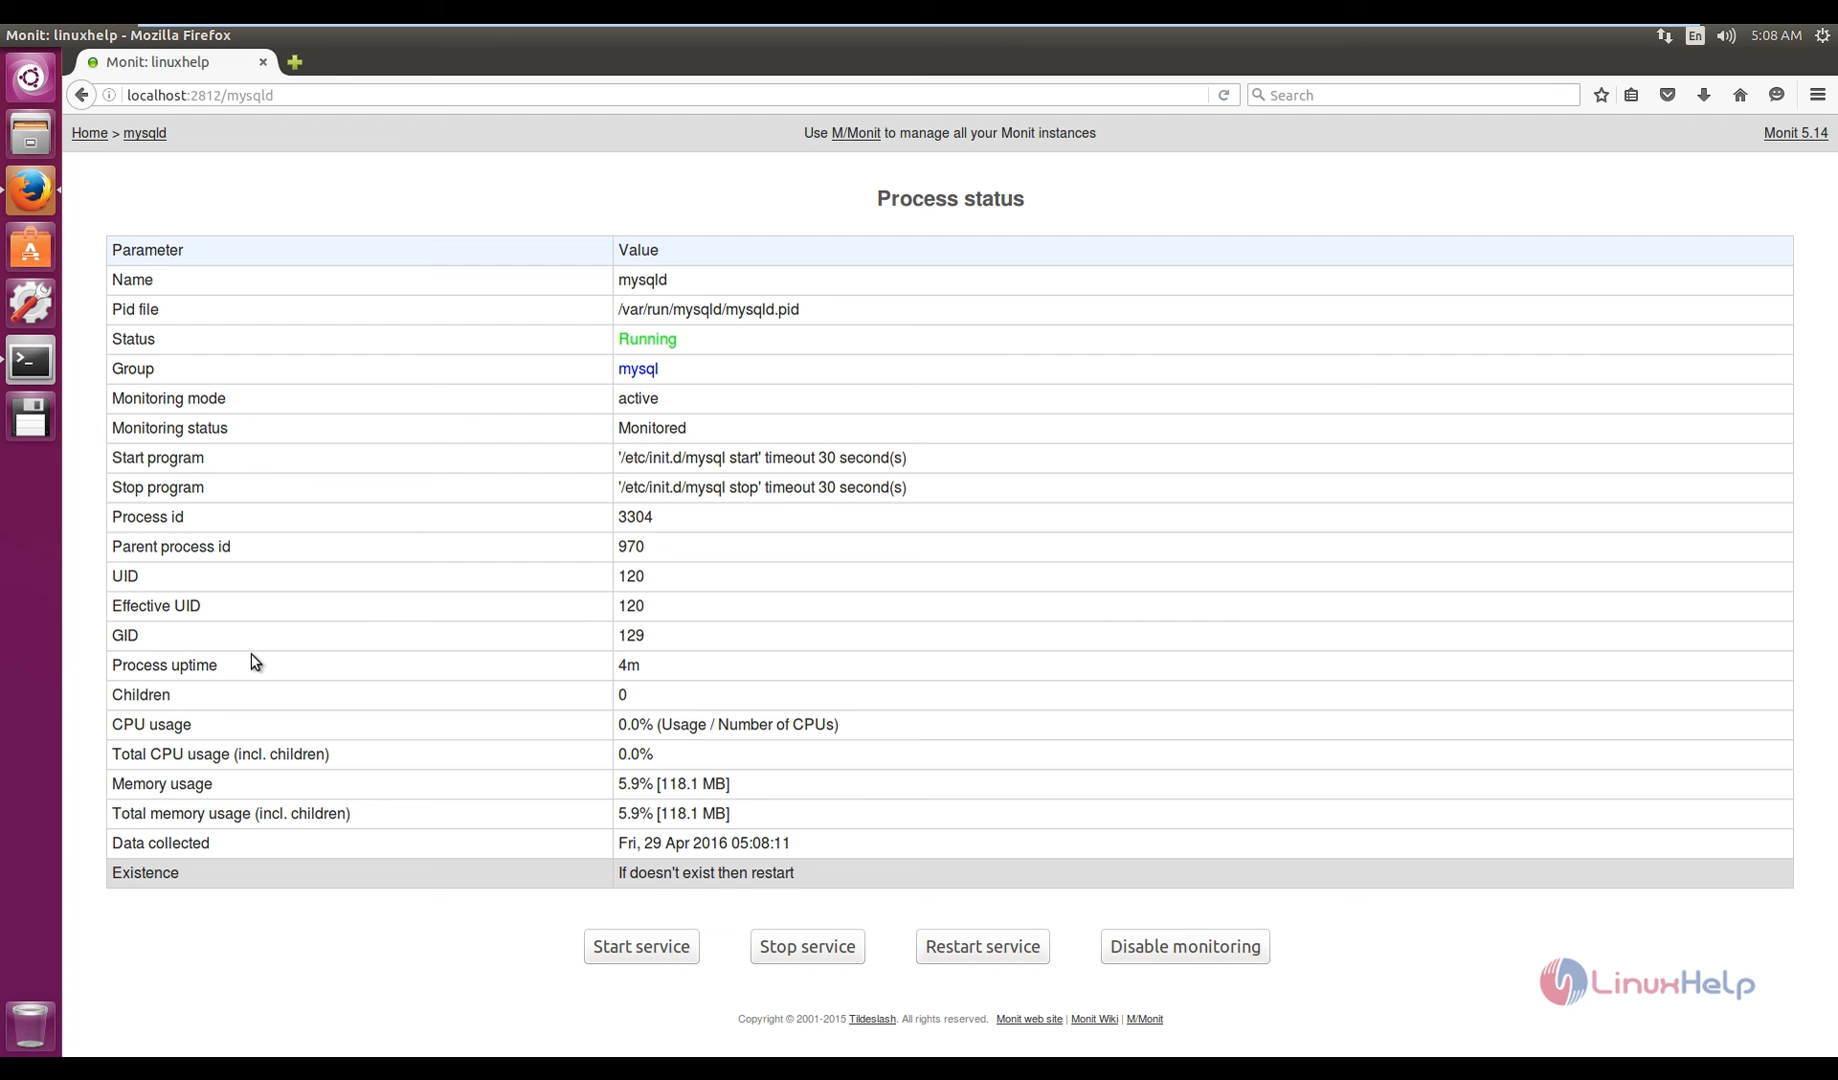 Monit: linuxhelp - Mozilla Firefox
En
5:08 AM
Monit: linuxhelp
localhost:2812/mysqld
Search
Home > mysqld
Use M/Monit to manage all your Monit instances
Monit 5.14
Process status
Parameter Value
Name mysqld
Pid file /var/run/mysqld/mysqld.pid
Status Running
Group mysql
Monitoring mode active
Monitoring status Monitored
Start program '/etc/init.d/mysql start' timeout 30 second(s)
Stop program '/etc/init.d/mysql stop' timeout 30 second(s)
Process id 3304
Parent process id 970
UID 120
Effective UID 120
GID 129
Process uptime 4m
Children 0
CPU usage 0.0% (Usage / Number of CPUs)
Total CPU usage (incl. children) 0.0%
Memory usage 5.9% [118.1 MB]
Total memory usage (incl. children) 5.9% [118.1 MB]
Data collected Fri, 29 Apr 2016 05:08:11
Existence If doesn't exist then restart
Start service Stop service Restart service Disable monitoring
LinuxHelp
Copyright © 2001-2015 Tildeslash. All rights reserved. Monit web site | Monit Wiki | M/Monit